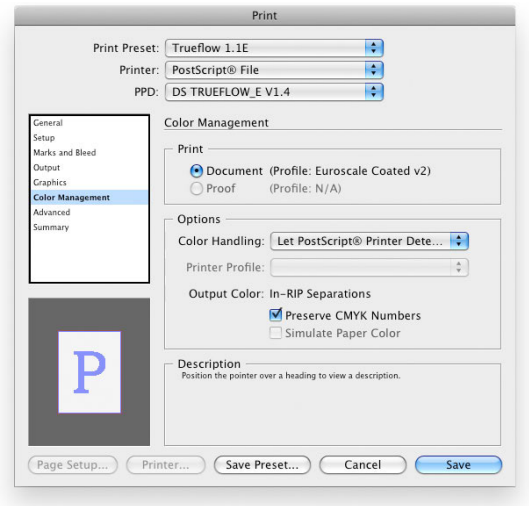 Print
Print Preset: Trueflow 1.1E
Printer: PostScript® File
PPD: DS TRUEFLOW_E V1.4
General
Setup
Marks and Bleed
Output
Graphics
Color Management
Advanced
Summary
Color Management
Print
Document (Profile: Euroscale Coated v2)
Proof (Profile: N/A)
Options
Color Handling: Let PostScript® Printer Dete...
Printer Profile:
Output Color: In-RIP Separations
Preserve CMYK Numbers
Simulate Paper Color
Description
Position the pointer over a heading to view a description.
P
Page Setup... Printer... Save Preset... Cancel Save